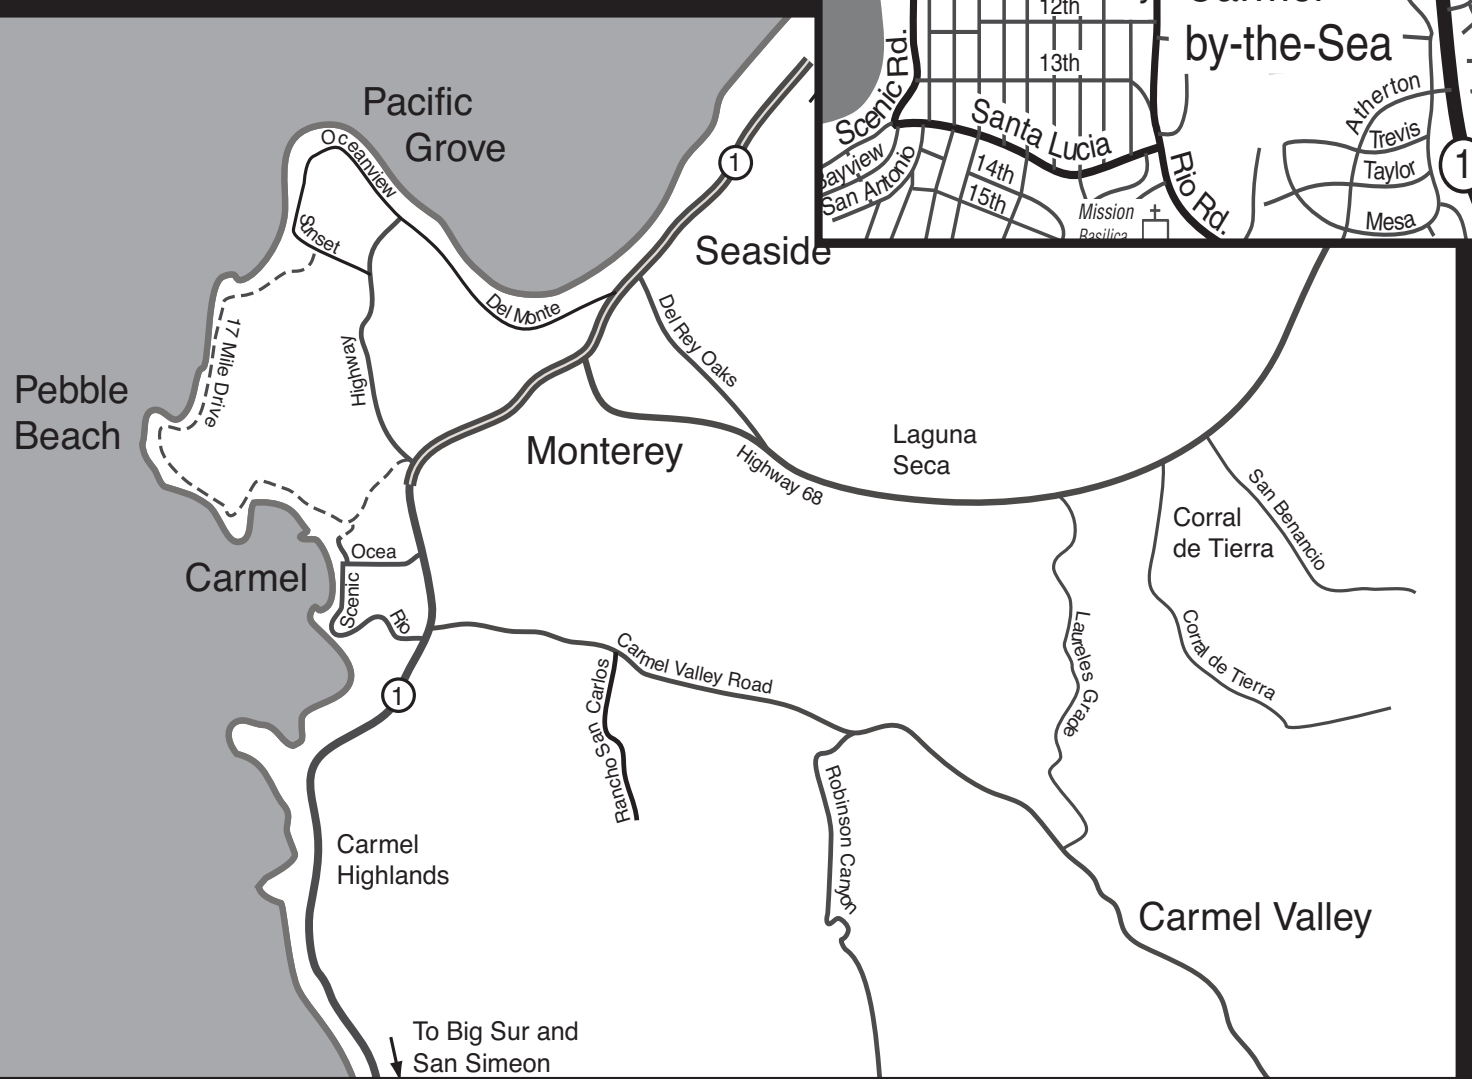 12th
by-the-Sea
13th
Scenic Rd.
Santa Lucia
Atherton
Trevis
Taylor
Mesa
1
14th
15th
San Antonio
Rio Rd.
Mission
Basilica
Pacific
Grove
Oceanview
Sunset
1
Seaside
Del Monte
Del Rey Oaks
17 Mile Drive
Highway
Pebble
Beach
Monterey
Highway 68
Laguna
Seca
San Benancio
Corral
de Tierra
Corral de Tierra
Laureles Grade
Ocea
Carmel
Scenic
Rio
Carmel Valley Road
Rancho San Carlos
1
Robinson Canyon
Carmel
Highlands
Carmel Valley
To Big Sur and
San Simeon